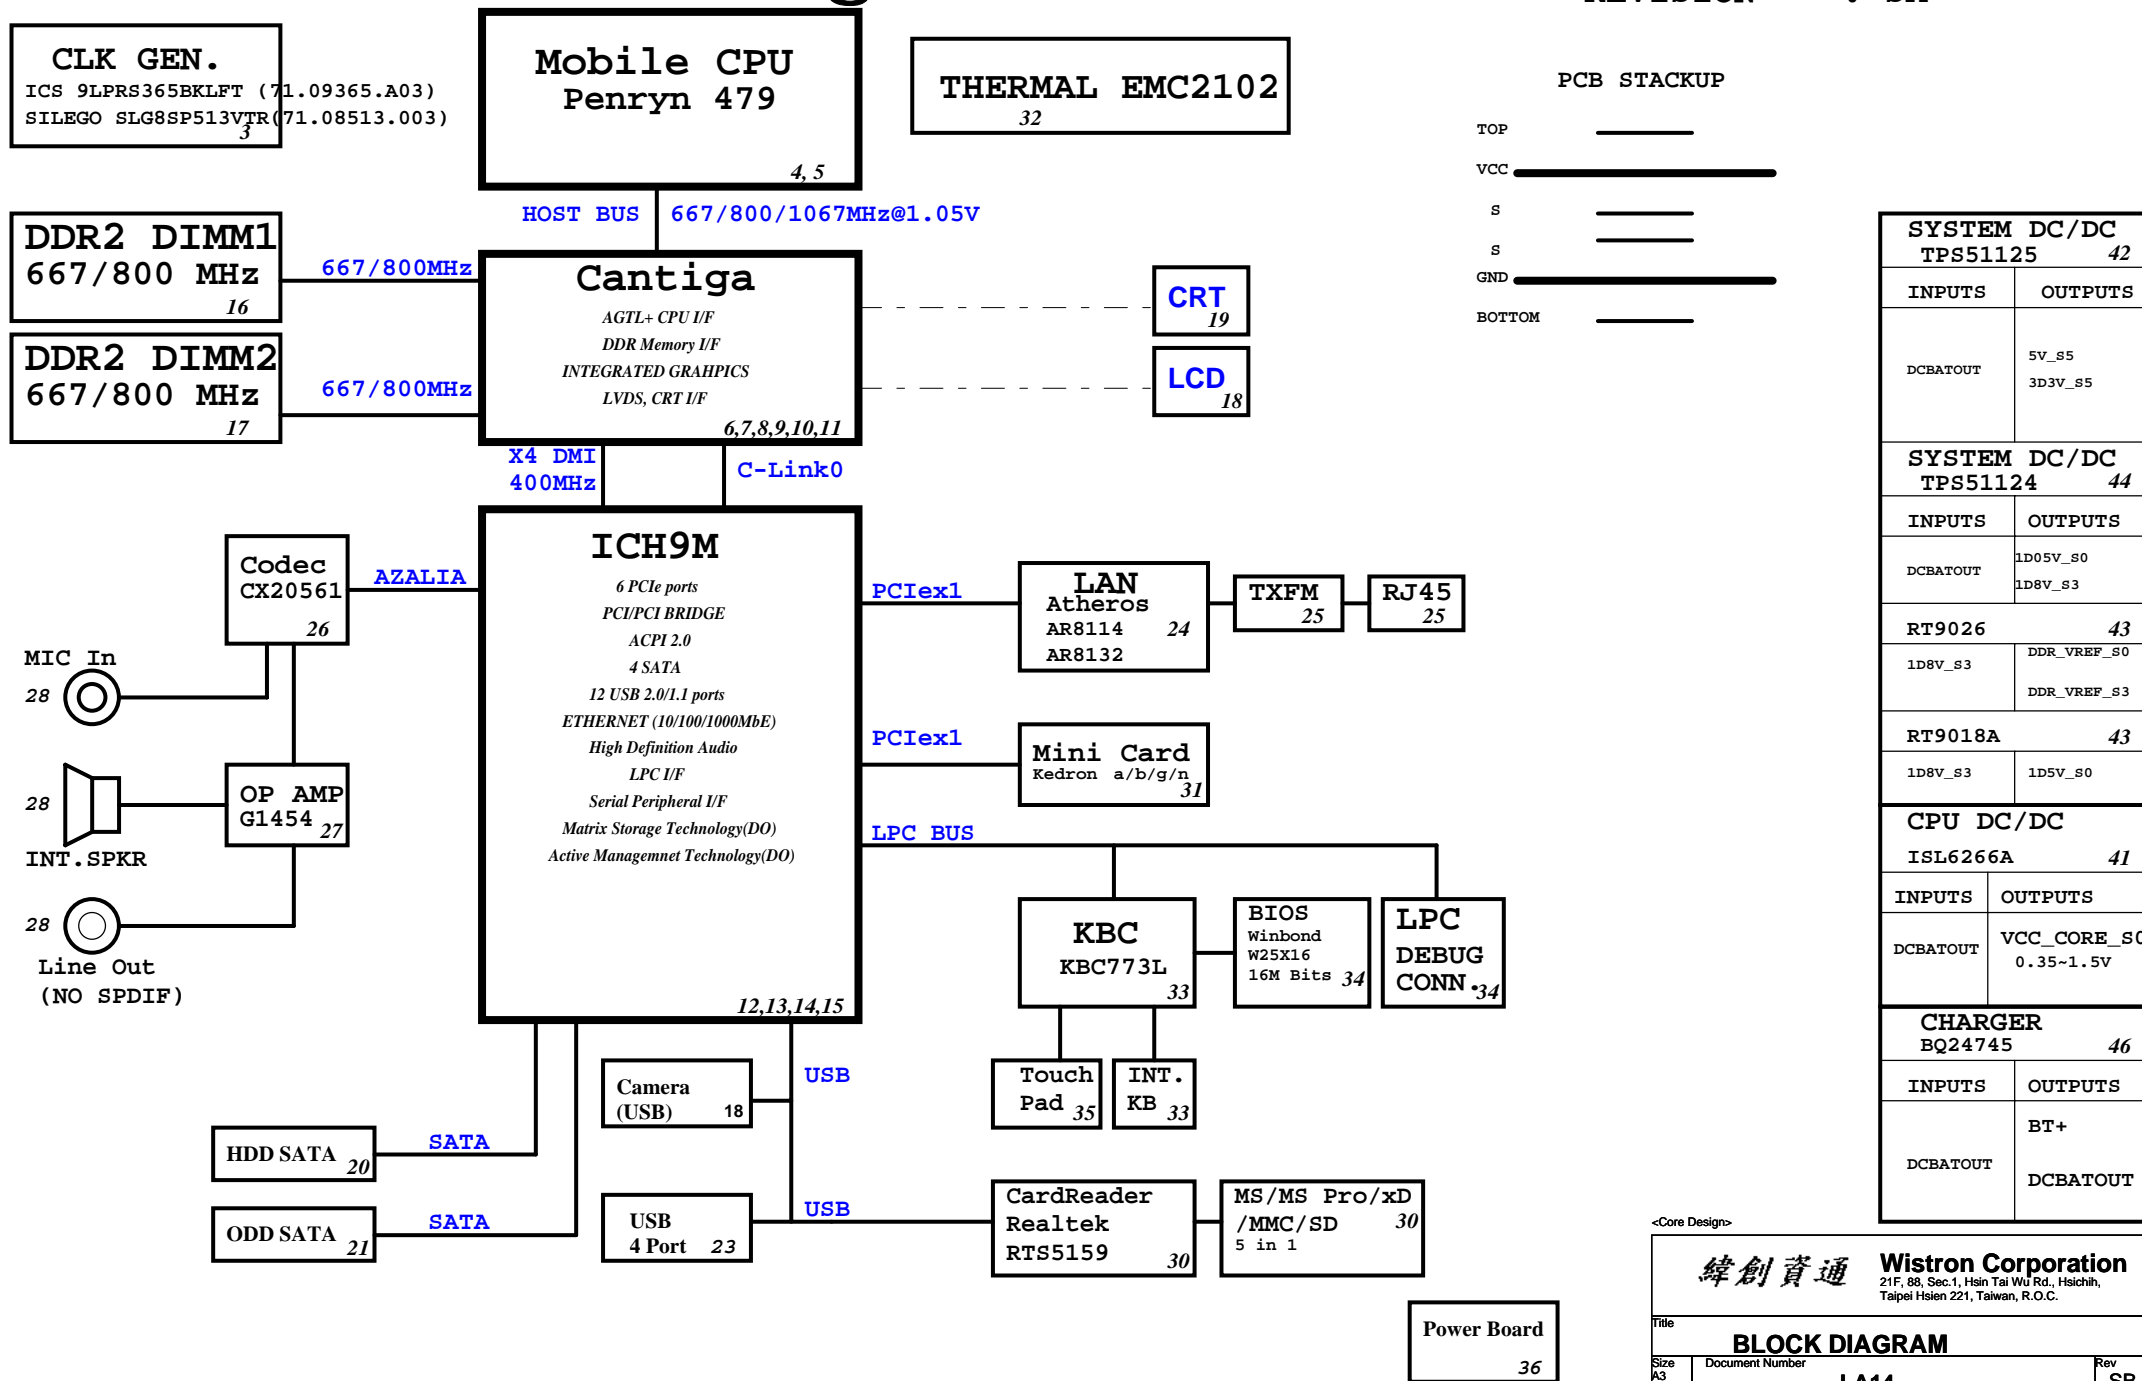 CLK GEN.
ICS 9LPRS365BKLFT (71.09365.A03)
SILEGO SLG8SP513VTR(71.08513.003)
3
Mobile CPU
Penryn 479
4, 5
THERMAL EMC2102
32
PCB STACKUP
TOP
VCC
S
S
GND
BOTTOM
HOST BUS
667/800/1067MHz@1.05V
DDR2 DIMM1
667/800 MHz
16
667/800MHz
DDR2 DIMM2
667/800 MHz
17
667/800MHz
Cantiga
AGTL+ CPU I/F
DDR Memory I/F
INTEGRATED GRAHPICS
LVDS, CRT I/F
6,7,8,9,10,11
CRT
19
LCD
18
X4 DMI
400MHz
C-Link0
ICH9M
6 PCIe ports
PCI/PCI BRIDGE
ACPI 2.0
4 SATA
12 USB 2.0/1.1 ports
ETHERNET (10/100/1000MbE)
High Definition Audio
LPC I/F
Serial Peripheral I/F
Matrix Storage Technology(DO)
Active Managemnet Technology(DO)
12,13,14,15
Codec
CX20561
26
AZALIA
MIC In
28
28
INT.SPKR
OP AMP
G1454
27
28
Line Out
(NO SPDIF)
PCIex1
LAN
Atheros
AR8114
24
AR8132
TXFM
25
RJ45
25
PCIex1
Mini Card
Kedron a/b/g/n
31
LPC BUS
KBC
KBC773L
33
BIOS
Winbond
W25X16
16M Bits
34
LPC
DEBUG
CONN.
34
Touch
Pad
35
INT.
KB
33
Camera
(USB)
18
USB
HDD SATA
20
SATA
ODD SATA
21
SATA
USB
4 Port
23
USB
CardReader
Realtek
RTS5159
30
MS/MS Pro/xD
/MMC/SD
30
5 in 1
Power Board
36
SYSTEM DC/DC
TPS51125
42
INPUTS
OUTPUTS
DCBATOUT
5V_S5
3D3V_S5
SYSTEM DC/DC
TPS51124
44
INPUTS
OUTPUTS
DCBATOUT
1D05V_S0
1D8V_S3
RT9026
43
1D8V_S3
DDR_VREF_S0
DDR_VREF_S3
RT9018A
43
1D8V_S3
1D5V_S0
CPU DC/DC
ISL6266A
41
INPUTS
OUTPUTS
DCBATOUT
VCC_CORE_S0
0.35~1.5V
CHARGER
BQ24745
46
INPUTS
OUTPUTS
DCBATOUT
BT+
DCBATOUT
<Core Design>
緯創資通
Wistron Corporation
21F, 88, Sec.1, Hsin Tai Wu Rd., Hsichih,
Taipei Hsien 221, Taiwan, R.O.C.
Title
BLOCK DIAGRAM
Size
A3
Document Number
Rev